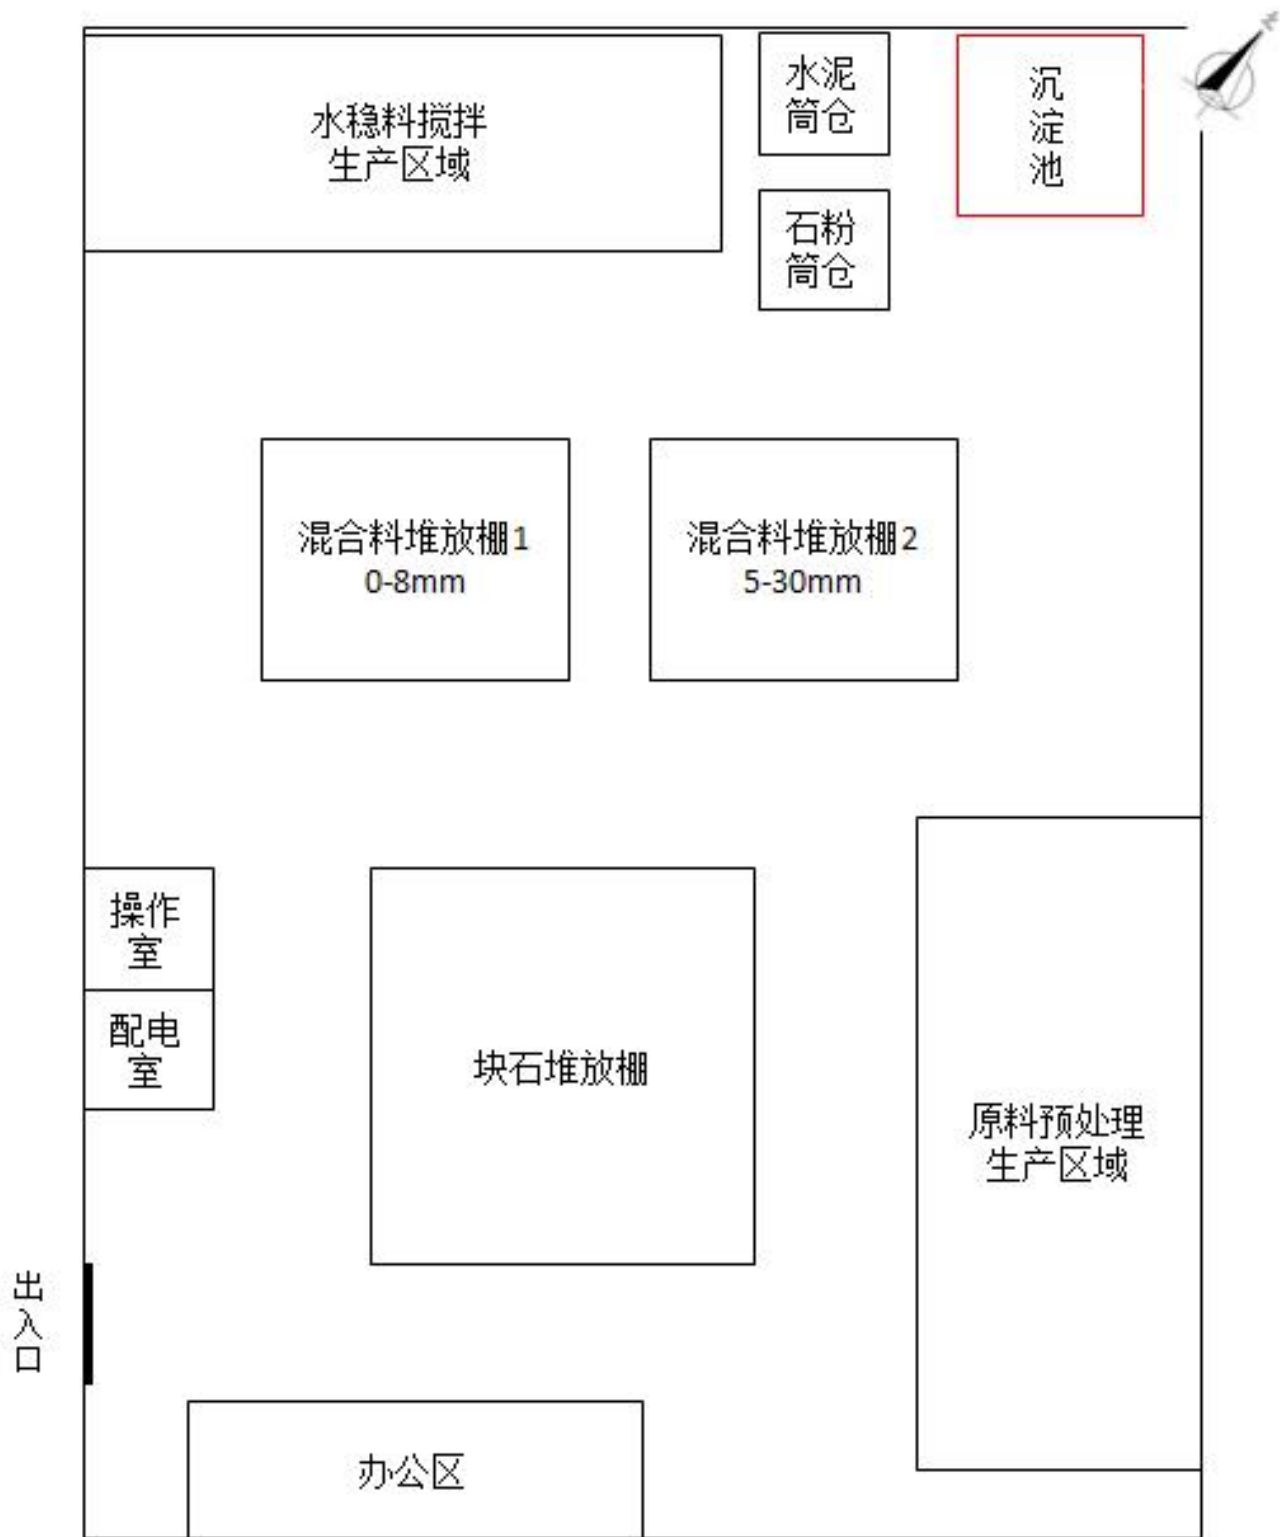 水稳料搅拌
生产区域
水泥
筒仓
沉
淀
池
N
石粉
筒仓
混合料堆放棚1
0-8mm
混合料堆放棚2
5-30mm
操作
室
配电
室
块石堆放棚
原料预处理
生产区域
出
入
口
办公区